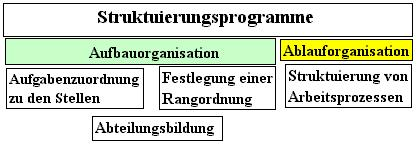 Struktuierungsprogramme
Aufbauorganisation
Ablauforganisation
Aufgabenzuordnung
zu den Stellen
Festlegung einer
Rangordnung
Struktuierung von
Arbeitsprozessen
Abteilungsbildung